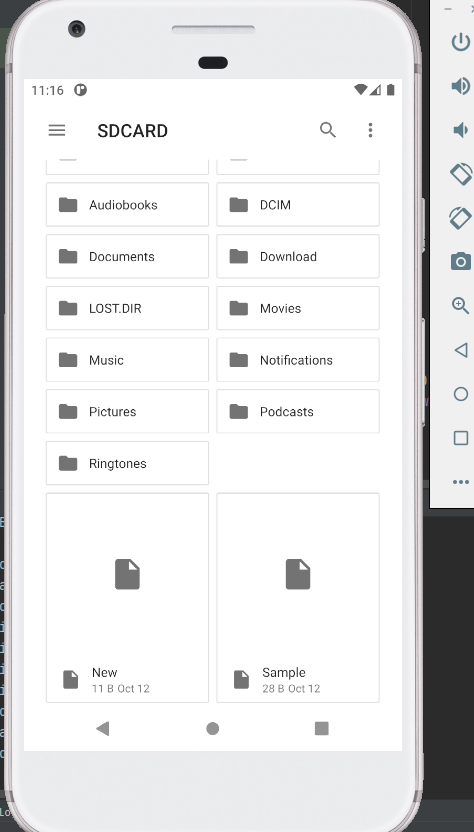 11:16
SDCARD
Audiobooks
DCIM
Documents
Download
LOST.DIR
Movies
Music
Notifications
Pictures
Podcasts
Ringtones
New
11 B Oct 12
Sample
28 B Oct 12